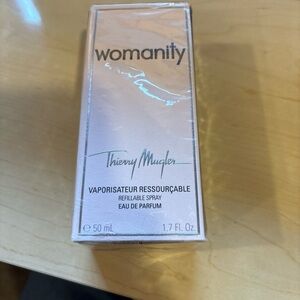 womanity
Thierry Mugler
VAPORISATEUR RESSOURÇABLE
REFILLABLE SPRAY
EAU DE PARFUM
℮ 50 mL 1.7 Fl. Oz.